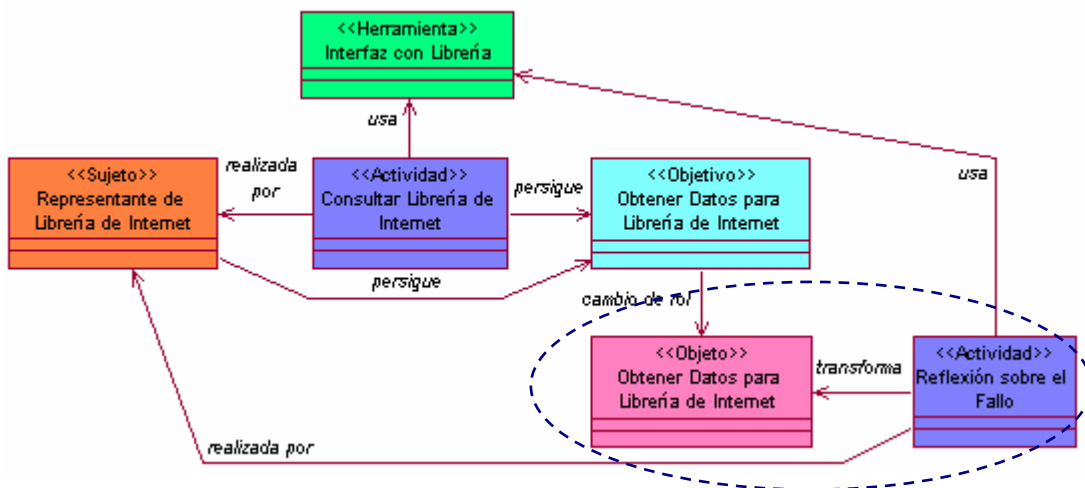 <<Herramienta>>
Interfaz con Librería
usa
<<Sujeto>>
Representante de
Librería de Internet
realizada
por
<<Actividad>>
Consultar Librería de
Internet
persigue
<<Objetivo>>
Obtener Datos para
Librería de Internet
usa
persigue
cambio de rol
<<Objeto>>
Obtener Datos para
Librería de Internet
transforma
<<Actividad>>
Reflexión sobre el
Fallo
realizada por